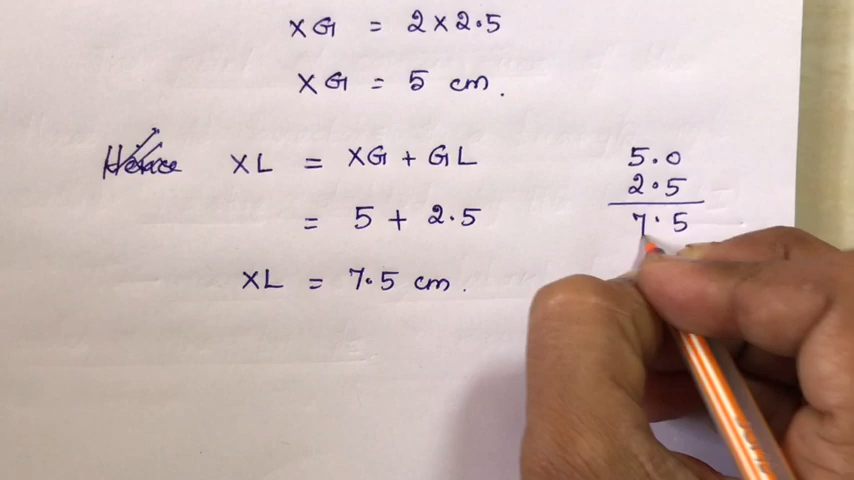 XG = 2 x 2.5
XG = 5 cm.
Hence XL = XG + GL
= 5 + 2.5
XL = 7.5 cm.
5.0
2.5
7.5